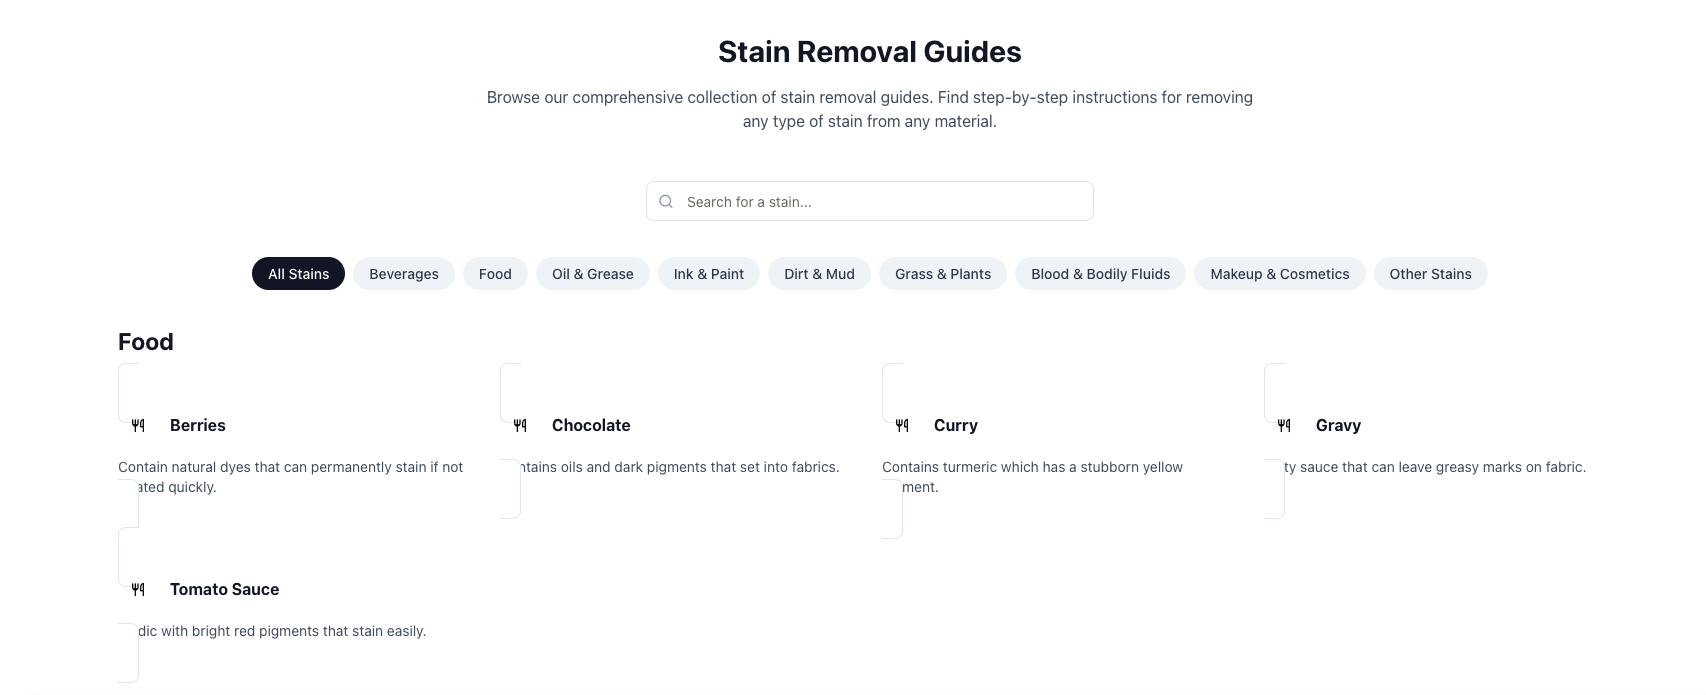 Stain Removal Guides
Browse our comprehensive collection of stain removal guides. Find step-by-step instructions for removing
any type of stain from any material.
Search for a stain...
All Stains Beverages Food Oil & Grease Ink & Paint Dirt & Mud Grass & Plants Blood & Bodily Fluids Makeup & Cosmetics Other Stains
Food
Berries
Contain natural dyes that can permanently stain if not
ated quickly.
Chocolate
ntains oils and dark pigments that set into fabrics.
Curry
Contains turmeric which has a stubborn yellow
ment.
Gravy
ty sauce that can leave greasy marks on fabric.
Tomato Sauce
dic with bright red pigments that stain easily.